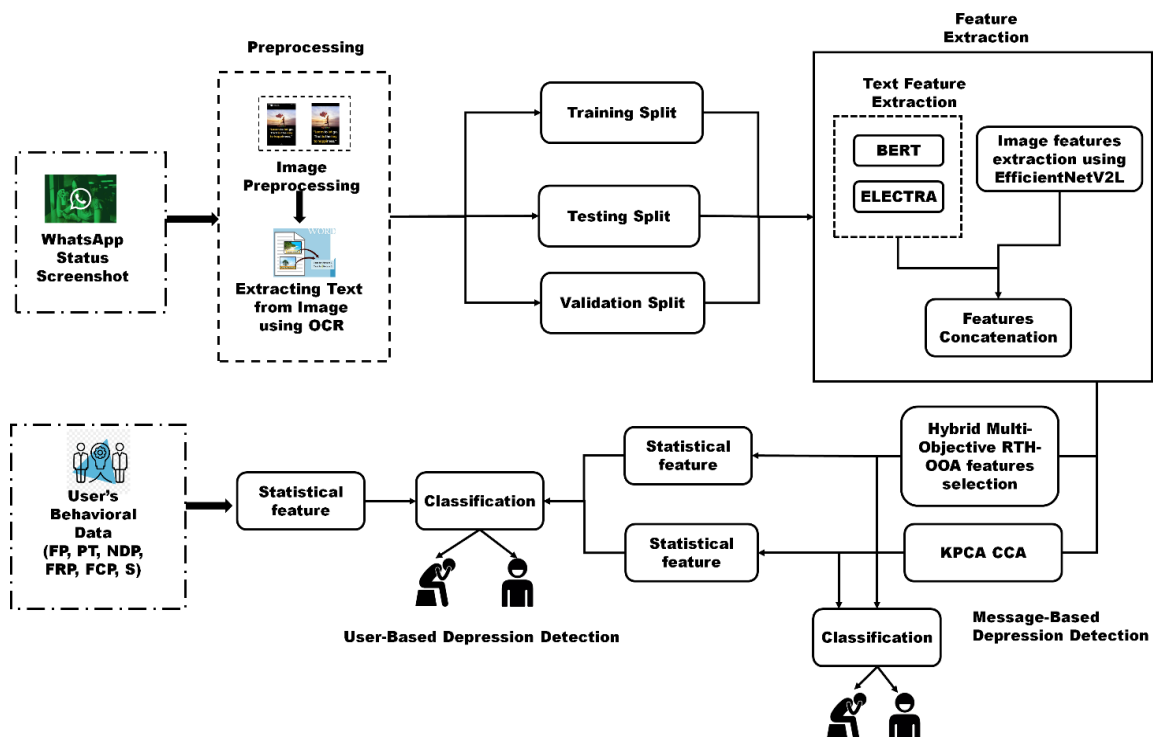 Preprocessing
Feature
Extraction
WhatsApp
Status
Screenshot
Image
Preprocessing
WORD
Extracting Text
from Image
using OCR
Training Split
Testing Split
Validation Split
Text Feature
Extraction
BERT
ELECTRA
Image features
extraction using
EfficientNetV2L
Features
Concatenation
User's
Behavioral
Data
(FP, PT, NDP,
FRP, FCP, S)
Statistical
feature
Classification
Statistical
feature
Statistical
feature
Hybrid Multi-
Objective RTH-
OOA features
selection
KPCA CCA
User-Based Depression Detection
Classification
Message-Based
Depression Detection